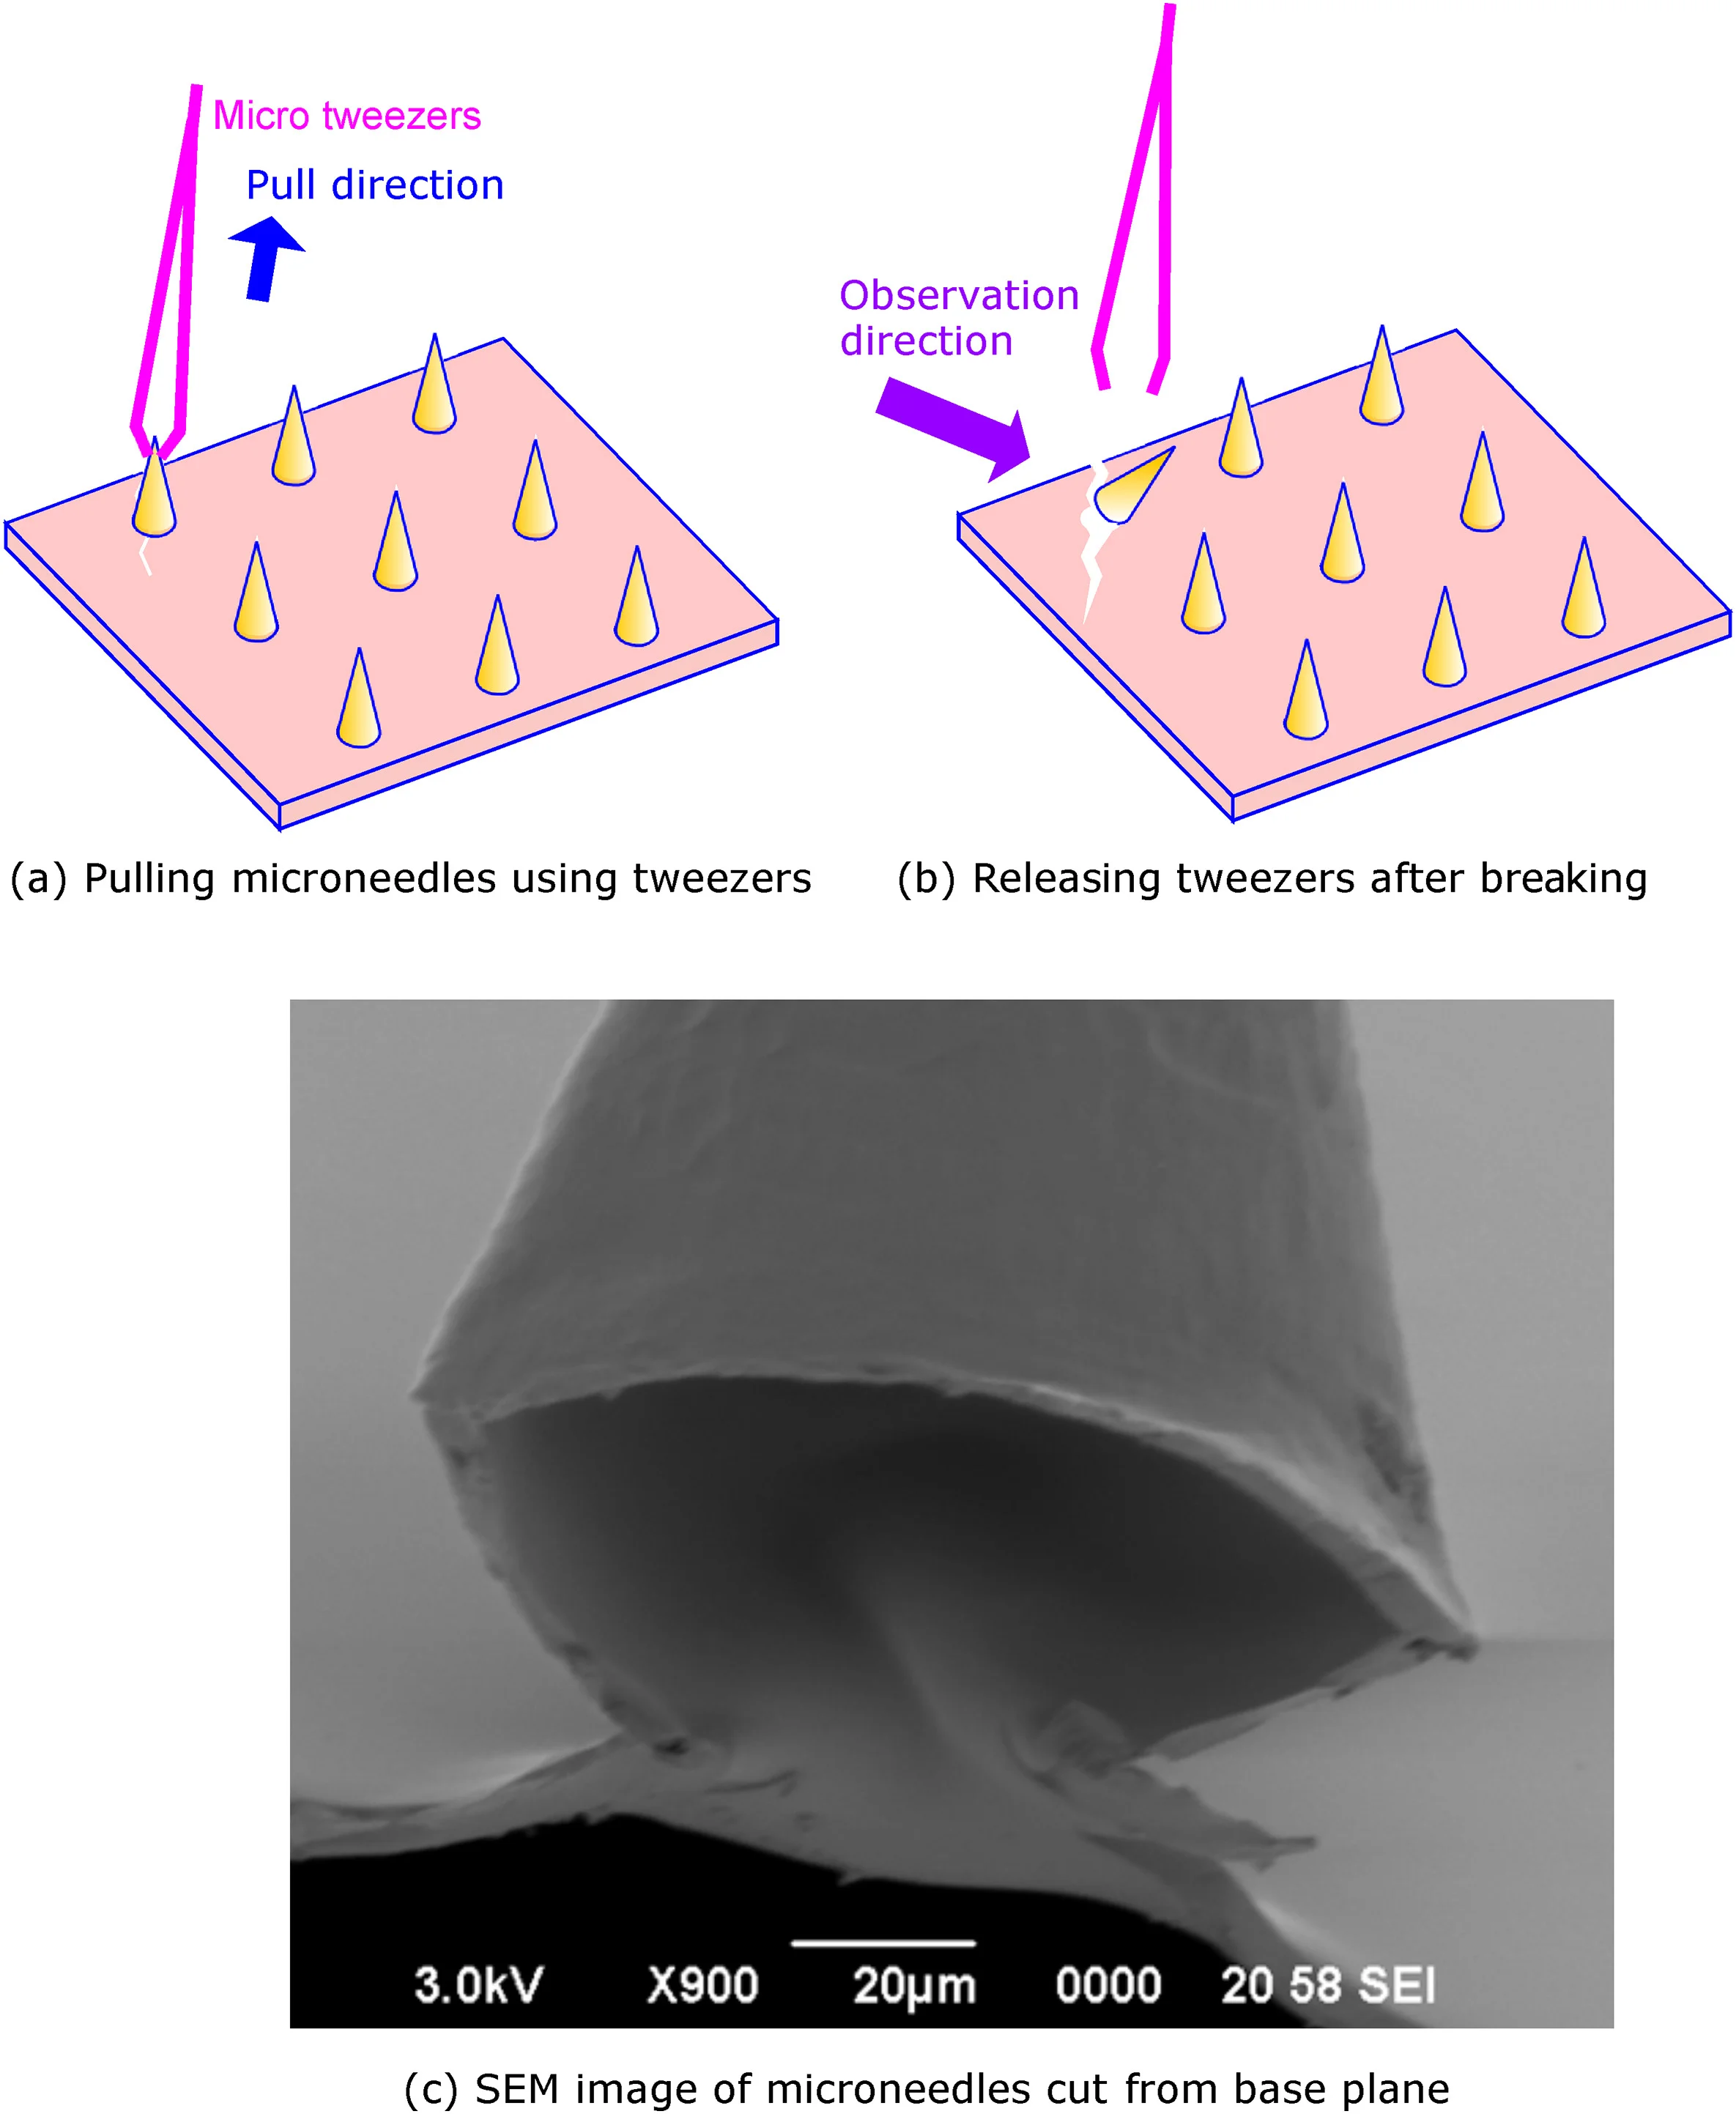 Micro tweezers
Pull direction
Observation
direction
(a) Pulling microneedles using tweezers
(b) Releasing tweezers after breaking
3.0kV X900 20μm 0000 20 58 SEI
(c) SEM image of microneedles cut from base plane